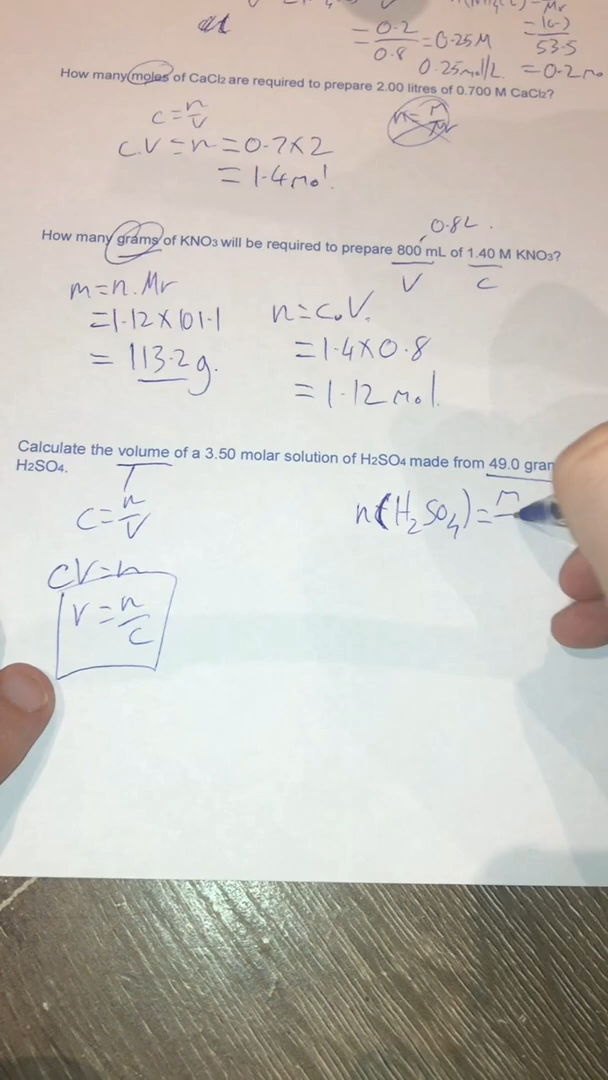 = 0.2/0.8 = 0.25M
0.25mol/L.
Mr
53.5
= 0.2mo
How many moles of CaCl2 are required to prepare 2.00 litres of 0.700 M CaCl2?
c = n/V
C.V = n = 0.7 x 2
= 1.4 mol.
0.8L.
How many grams of KNO3 will be required to prepare 800 mL of 1.40 M KNO3?
V C
m = n. Mr
= 1.12 x 101.1
= 113.2g.
n = c.V.
= 1.4 x 0.8
= 1.12 mol.
Calculate the volume of a 3.50 molar solution of H2SO4 made from 49.0 gran
H2SO4.
c = n/V
CV = n
V = n/C
n(H2SO4) = m